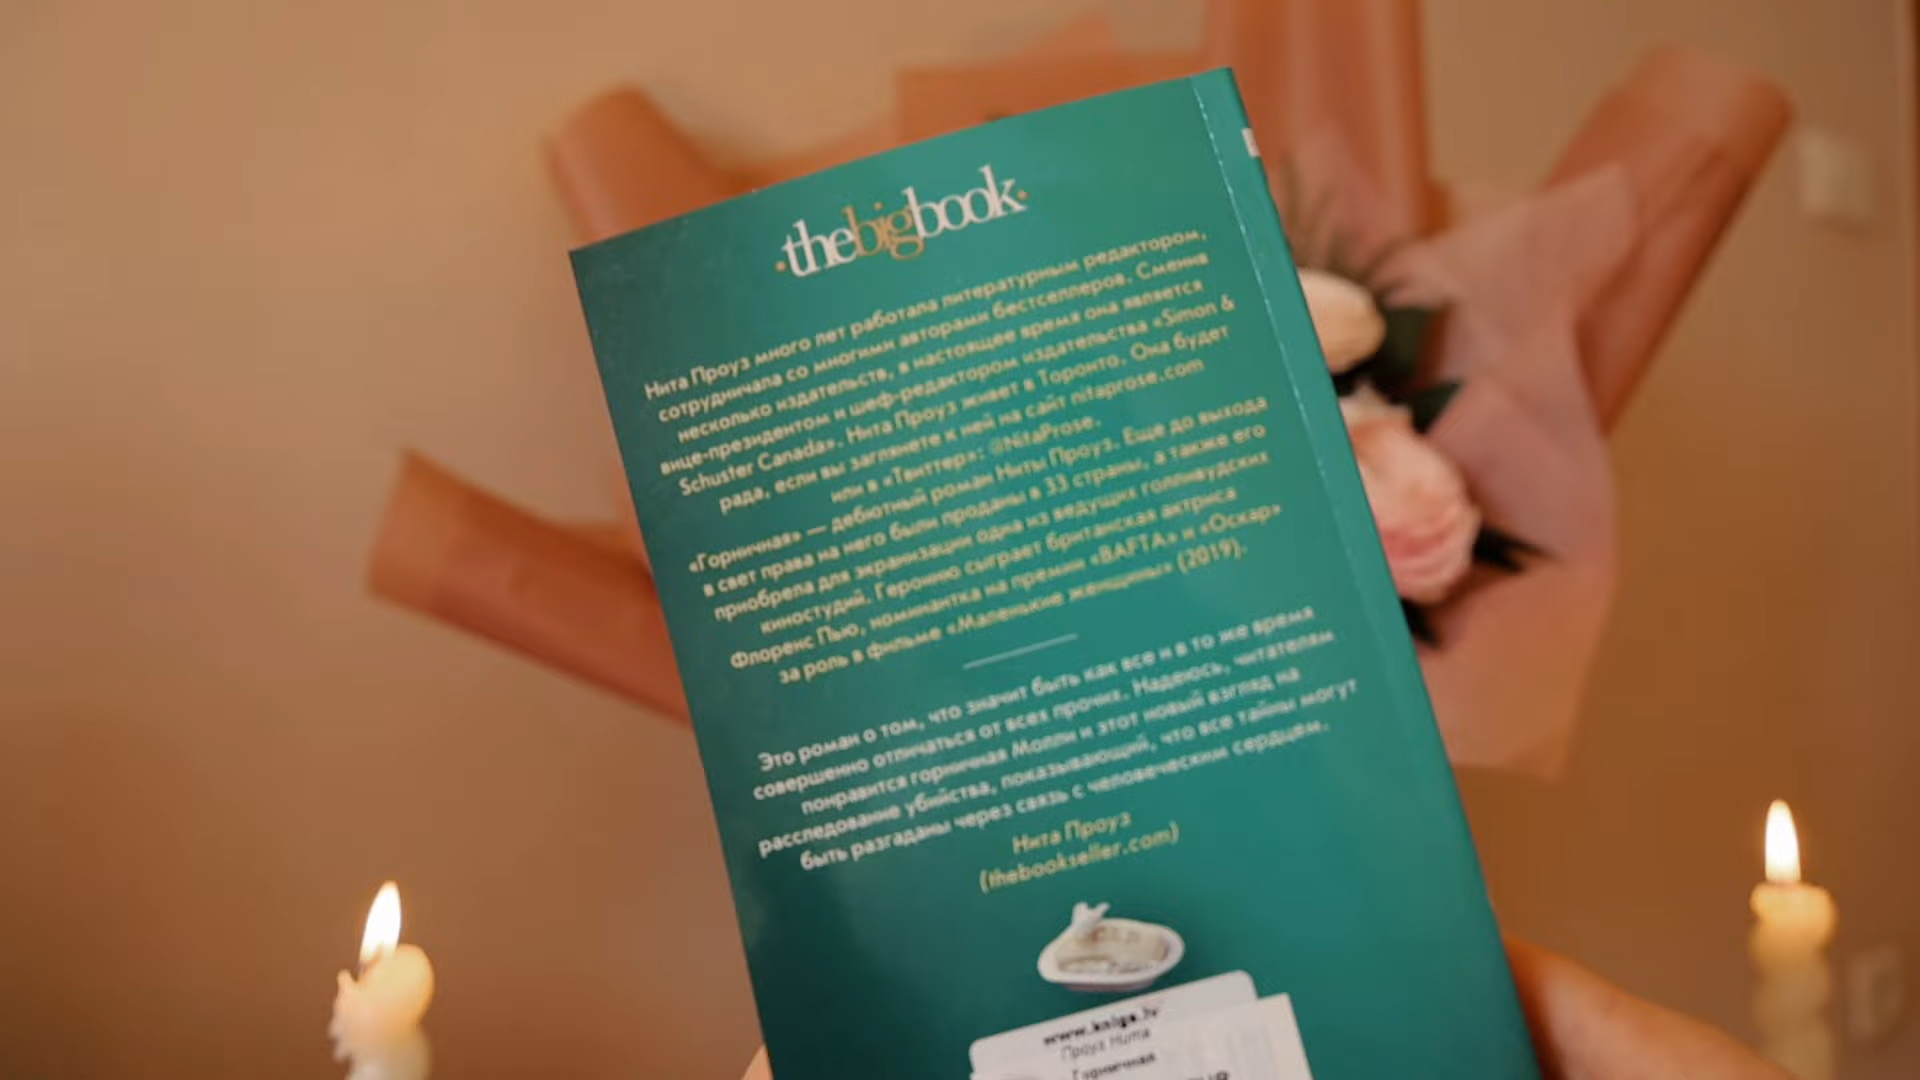 ·thebigbook·
Нита Проуз много лет работала литературным редактором,
сотрудничала со многими авторами бестселлеров. Сменив
несколько издательств, в настоящее время она является
вице-президентом и шеф-редактором издательства «Simon &
Schuster Canada». Нита Проуз живет в Торонто. Она будет
рада, если вы заглянете к ней на сайт nitaprose.com
или в «Твиттер»: @NitaProse.
«Горничная» — дебютный роман Ниты Проуз. Еще до выхода
в свет права на него были проданы в 33 страны, а также его
приобрела для экранизации одна из ведущих голливудских
киностудий. Героиню сыграет британская актриса
Флоренс Пью, номинантка на премии «BAFTA» и «Оскар»
за роль в фильме «Маленькие женщины» (2019).
Это роман о том, что значит быть как все и в то же время
совершенно отличаться от всех прочих. Надеюсь, читателям
понравится горничная Молли и этот новый взгляд на
расследование убийства, показывающий, что все тайны могут
быть разгаданы через связь с человеческим сердцем.
Нита Проуз
(thebookseller.com)
www.kniga.lv
Проуз Нита
Горничная